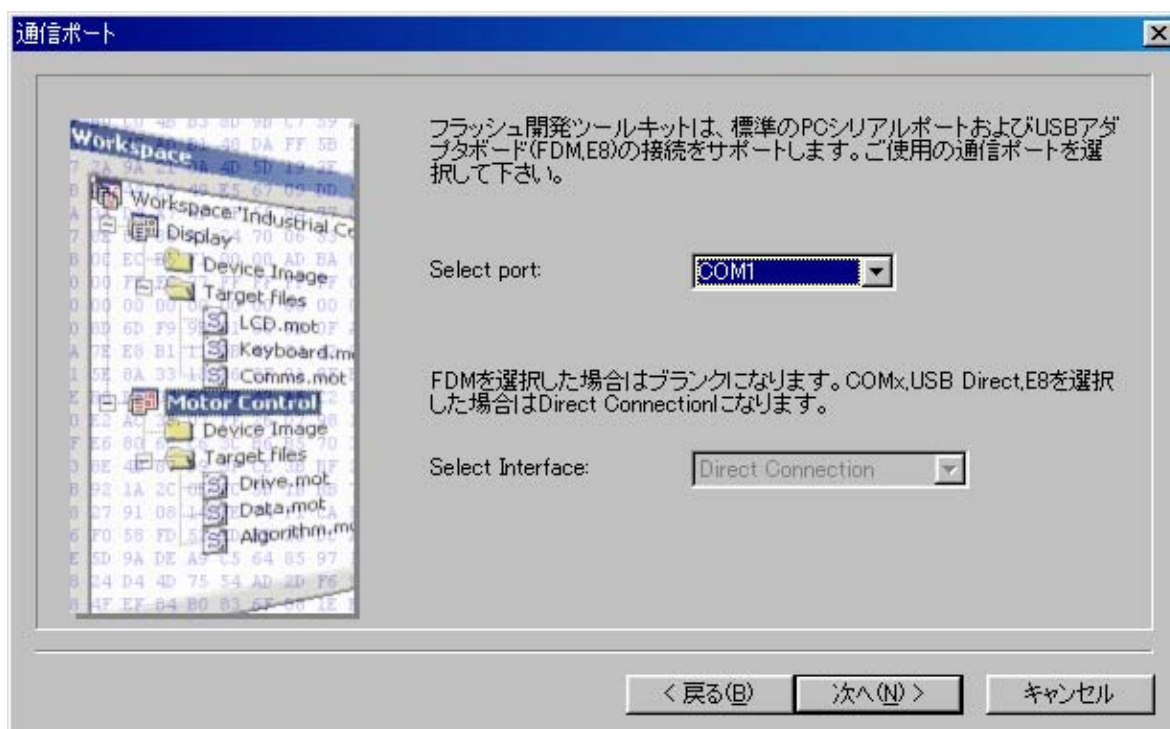 通信ポート
フラッシュ開発ツールキットは、標準のPCシリアルポートおよびUSBアダ
プタボード(FDM,E8)の接続をサポートします。ご使用の通信ポートを選
択して下さい。
Select port:
COM1
FDMを選択した場合はブランクになります。COMx,USB Direct,E8を選択
した場合はDirect Connectionになります。
Select Interface:
Direct Connection
Workspace
Workspace 'Industrial Co
Display
Device Image
Target files
LCD.mot
Keyboard.m
Comms.mot
Motor Control
Device Image
Target files
Drive.mot
Data.mot
Algorithm.m
< 戻る(B)
次へ(N) >
キャンセル